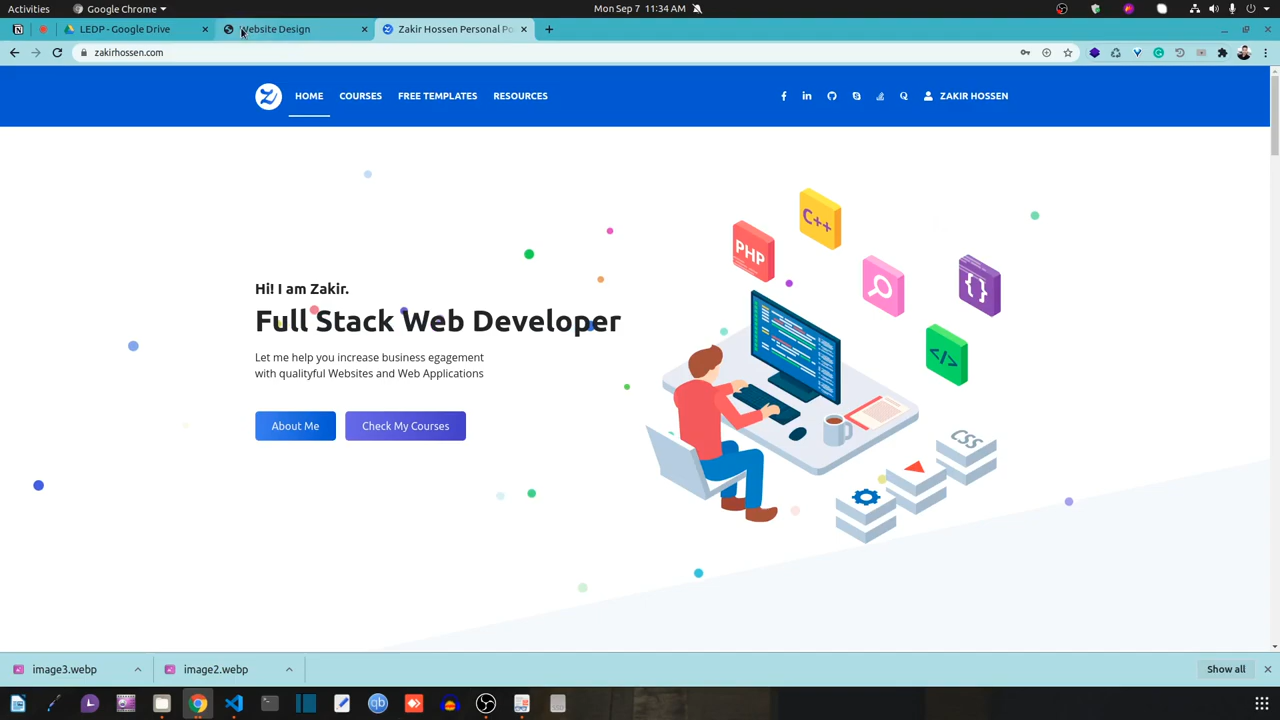 Activities
Google Chrome
Mon Sep 7 11:34 AM
LEDP - Google Drive
Website Design
Zakir Hossen Personal Po
zakirhossen.com
HOME
COURSES
FREE TEMPLATES
RESOURCES
ZAKIR HOSSEN
Hi! I am Zakir.
Full Stack Web Developer
Let me help you increase business egagement
with qualityful Websites and Web Applications
About Me
Check My Courses
PHP
C++
{}
</>
CSS
image3.webp
image2.webp
Show all